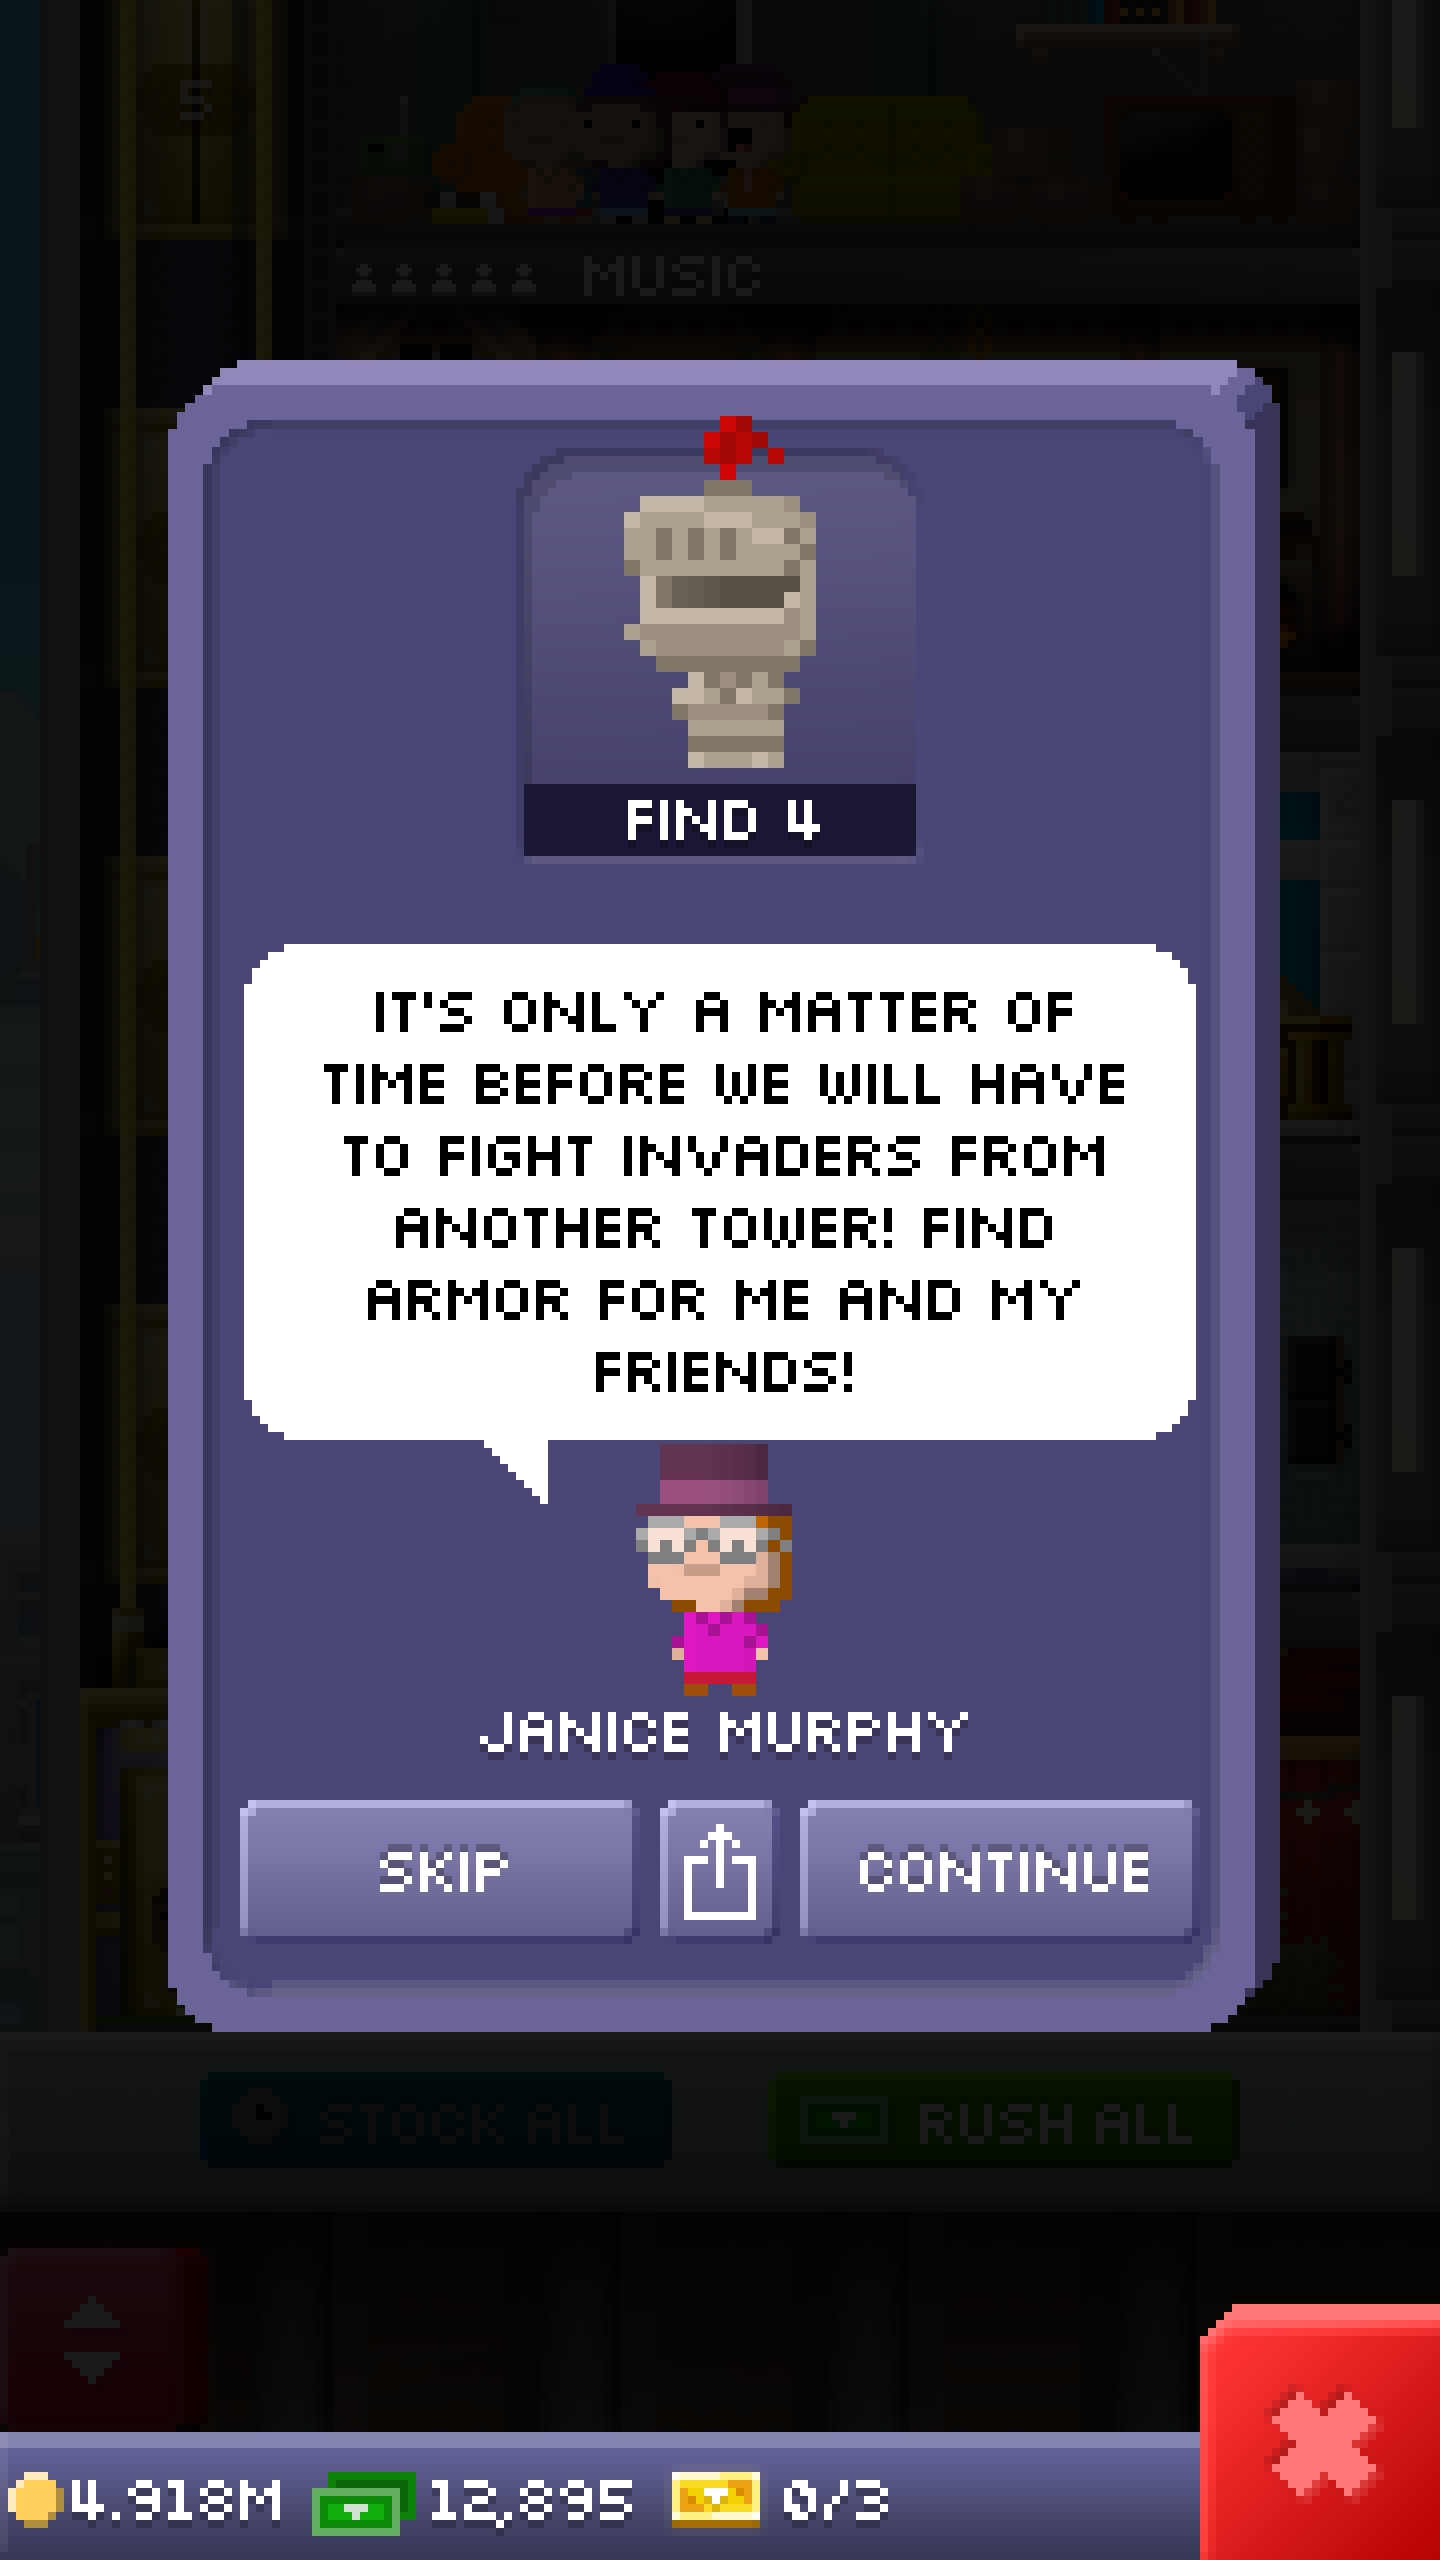 5
MUSIC
FIND 4
IT'S ONLY A MATTER OF
TIME BEFORE WE WILL HAVE
TO FIGHT INVADERS FROM
ANOTHER TOWER! FIND
ARMOR FOR ME AND MY
FRIENDS!
JANICE MURPHY
SKIP
CONTINUE
STOCK ALL
RUSH ALL
4.918M
12,895
0/3